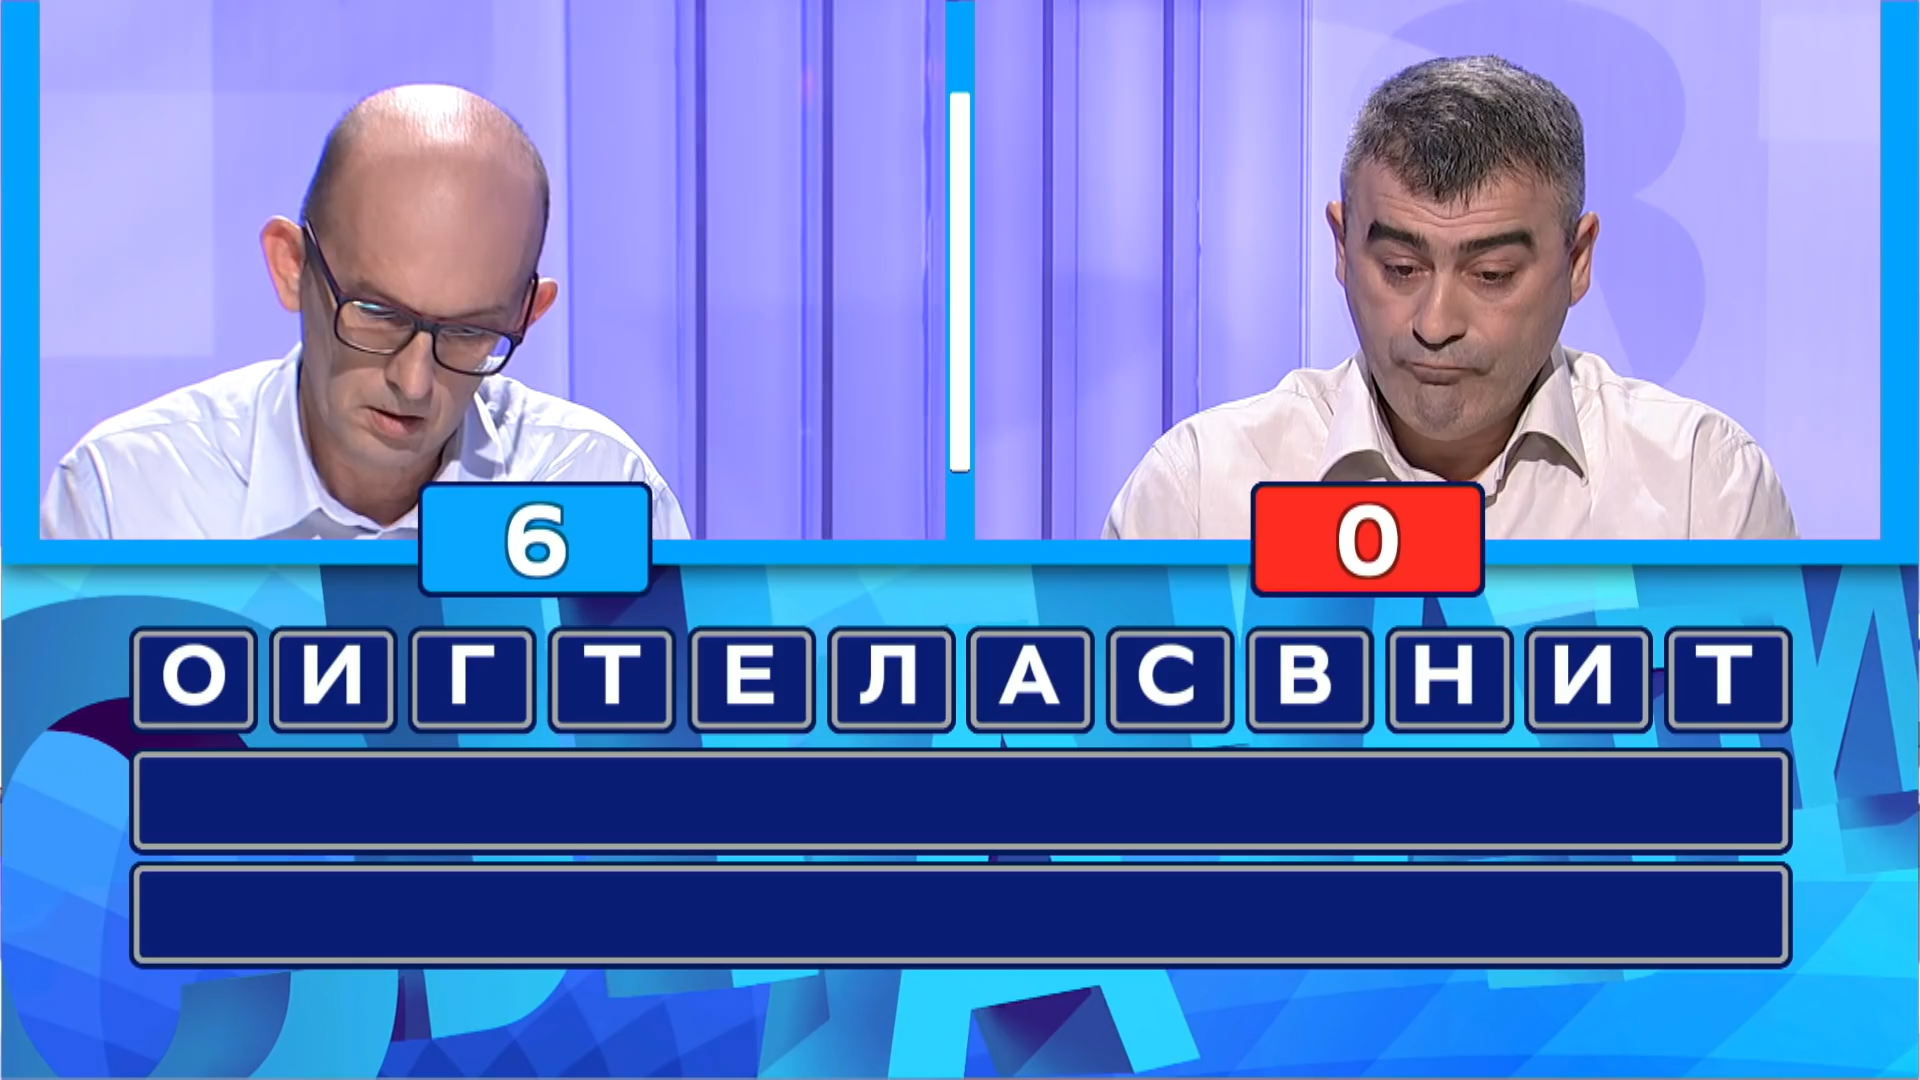 6 0
О И Г Т Е Л А С В Н И Т